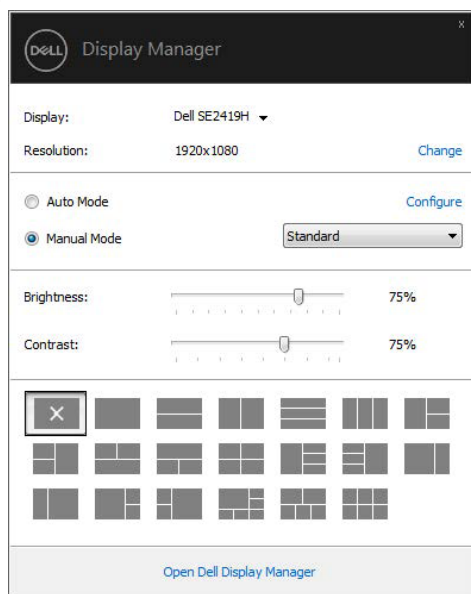 x
DELL Display Manager
Display: Dell SE2419H
Resolution: 1920x1080 Change
Auto Mode Configure
Manual Mode Standard
Brightness: 75%
Contrast: 75%
Open Dell Display Manager